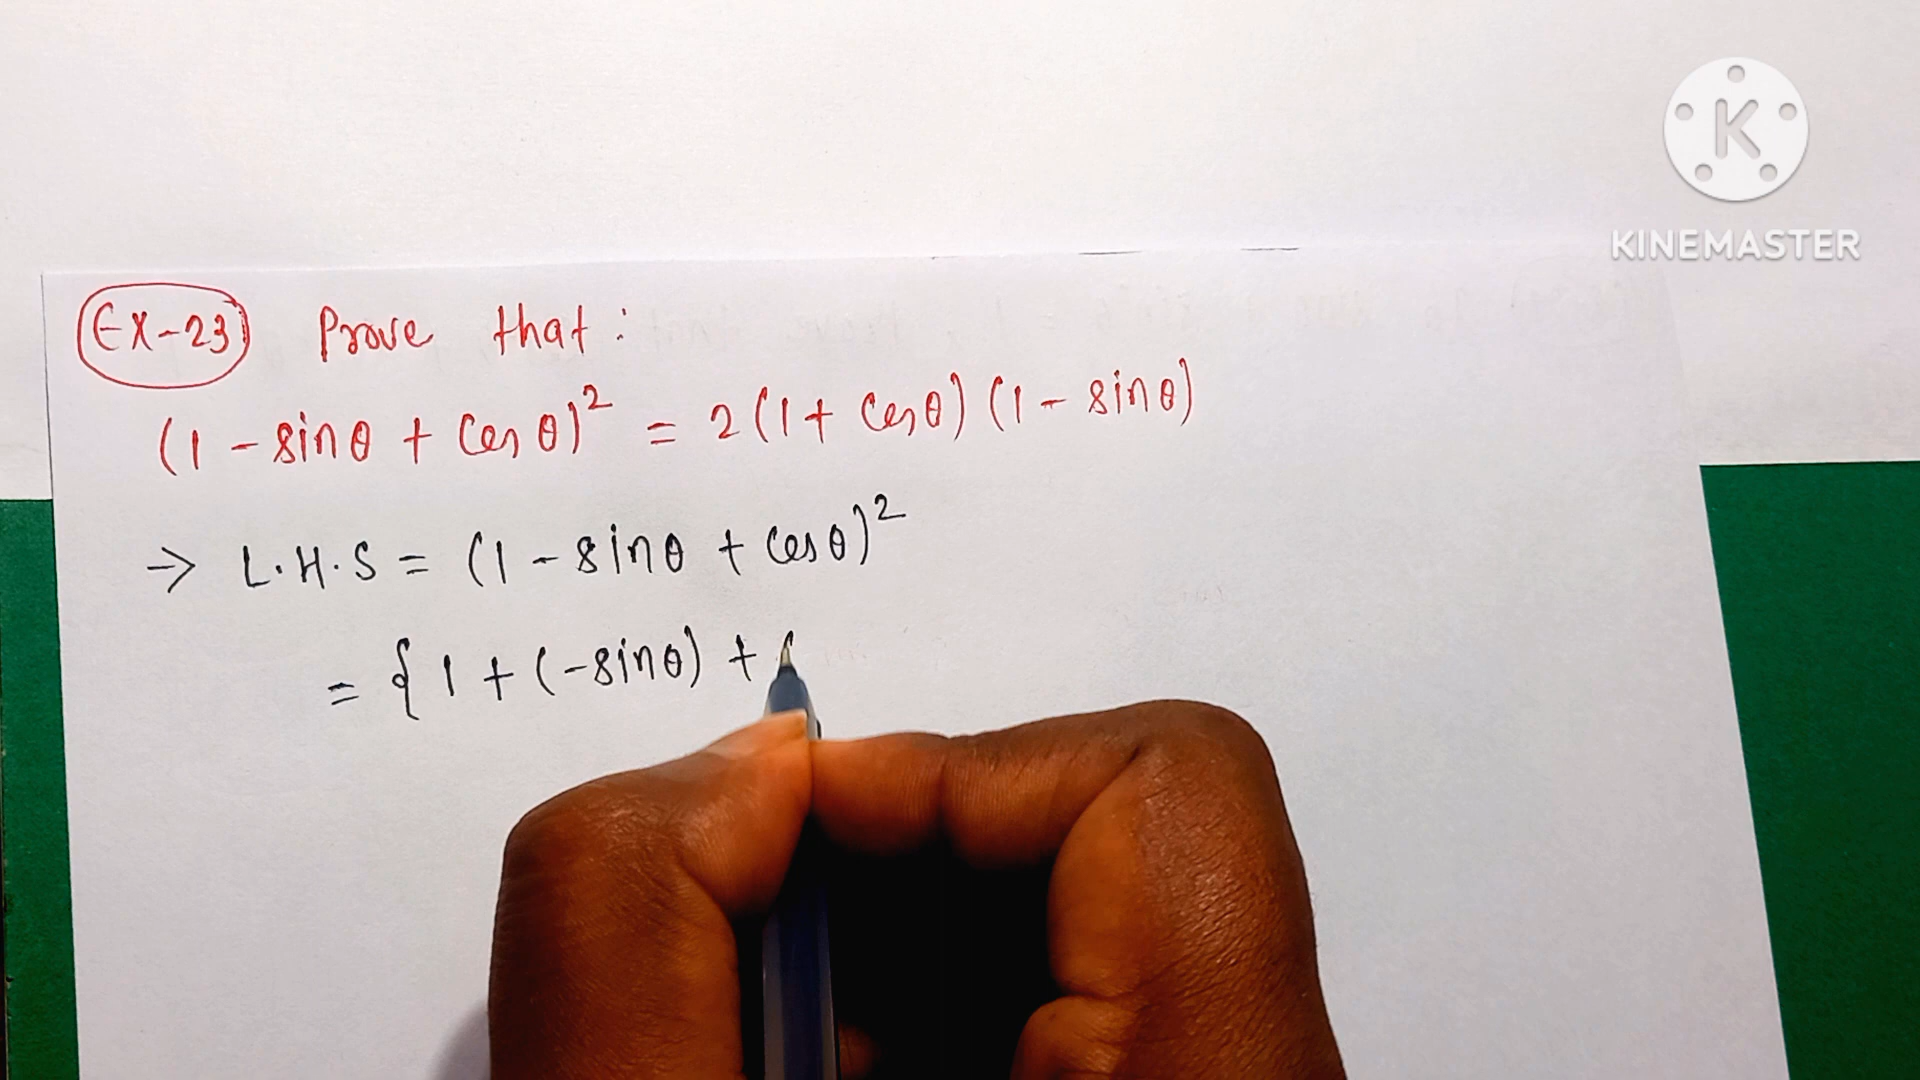 K
KINEMASTER
Ex-23) Prove that :
(1 - sinθ + cosθ)² = 2(1 + cosθ)(1 - sinθ)
→ L.H.S = (1 - sinθ + cosθ)²
= { 1 + (-sinθ) +